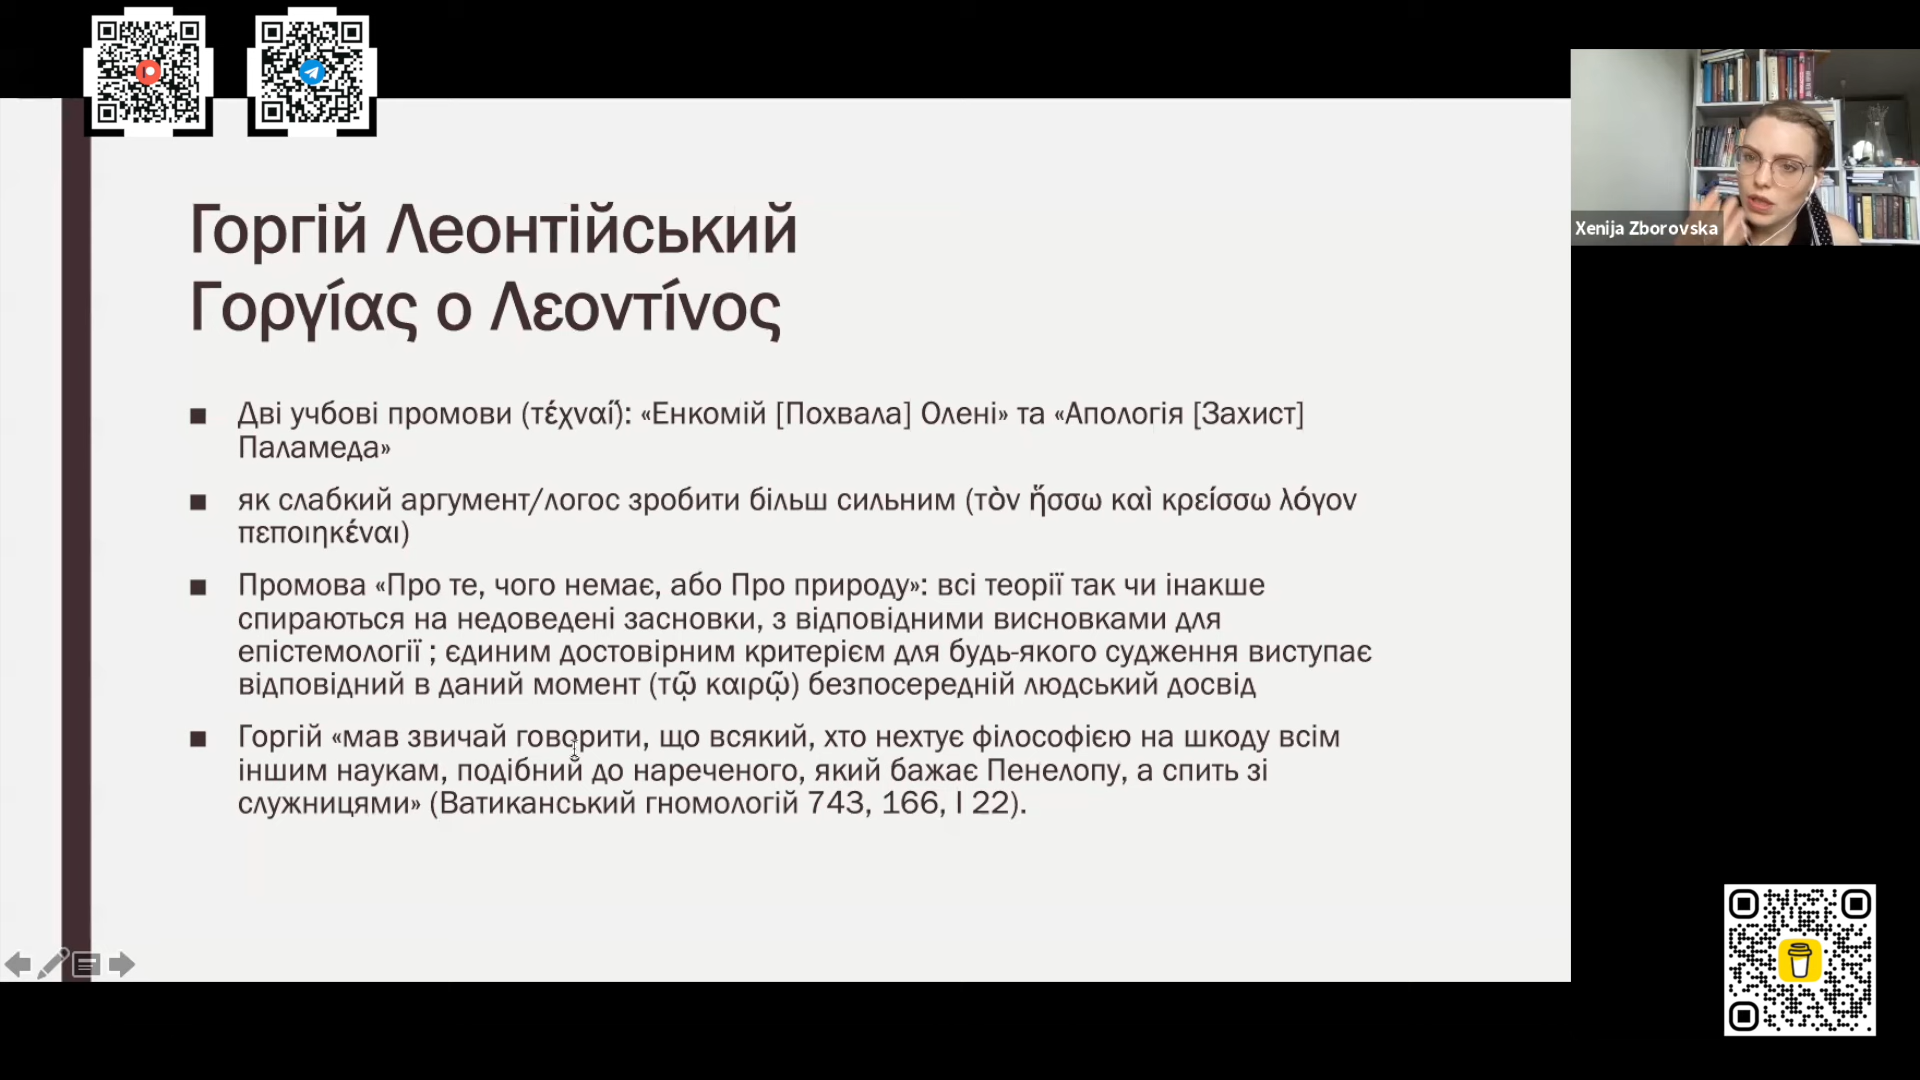 Горгій Леонтійський
Γοργίας ο Λεοντίνος
Дві учбові промови (τέχναἵ): «Енкомій [Похвала] Олені» та «Апологія [Захист]
Паламеда»
як слабкий аргумент/логос зробити більш сильним (τὸν ἥσσω καὶ κρείσσω λόγον
πεποιηκέναι)
Промова «Про те, чого немає, або Про природу»: всі теорії так чи інакше
спираються на недоведені засновки, з відповідними висновками для
епістемології ; єдиним достовірним критерієм для будь-якого судження виступає
відповідний в даний момент (τῷ καιρῷ) безпосередній людський досвід
Горгій «мав звичай говорити, що всякий, хто нехтує філософією на шкоду всім
іншим наукам, подібний до нареченого, який бажає Пенелопу, а спить зі
служницями» (Ватиканський гномологій 743, 166, I 22).
Xenija Zborovska